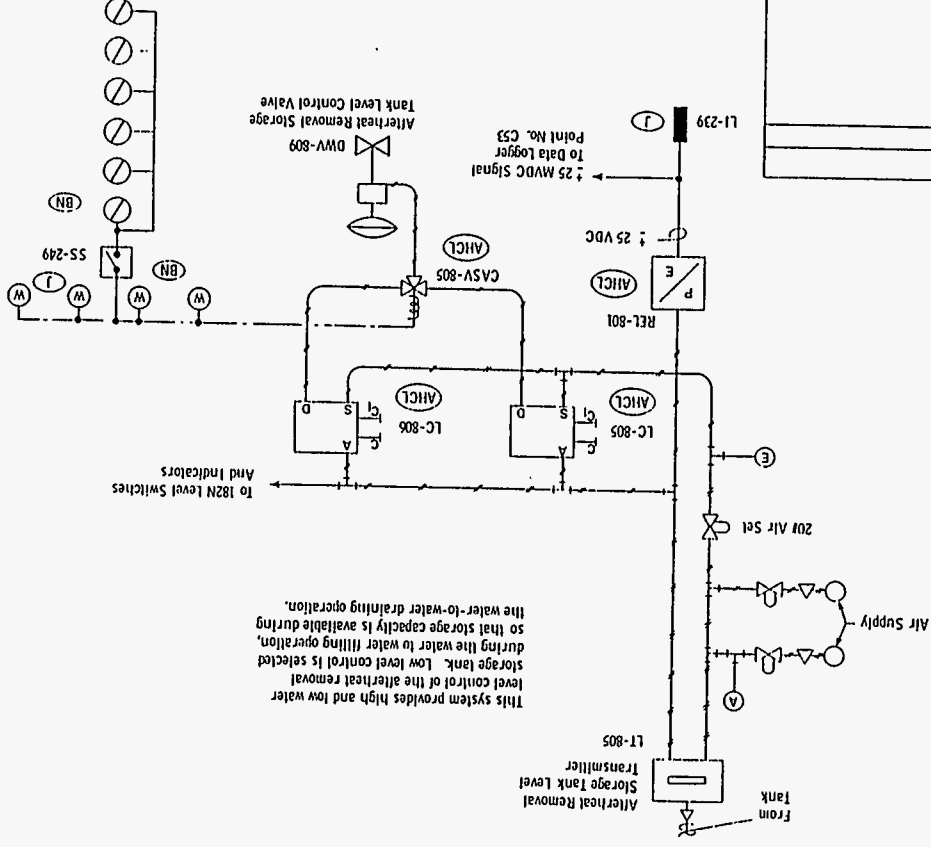 From
Tank
Afterheat Removal
Storage Tank Level
Transmitter
LT-805
A
Air Supply
This system provides high and low water
level control of the afterheat removal
storage tank. Low level control is selected
during the water to water filling operation,
so that storage capacity is available during
the water-to-water draining operation.
20# Air Set
E
To 182N Level Switches
And Indicators
A
C
C₁
S
D
LC-805
AHCL
A
C
C₁
S
D
LC-806
AHCL
REL-801
P
E
AHCL
± 25 VDC
CASV-805
AHCL
M
M
M
M
BN
J
SS-249
BN
± 25 MVDC Signal
To Data Logger
Point No. C53
LI-239
J
DWV-809
Afterheat Removal Storage
Tank Level Control Valve